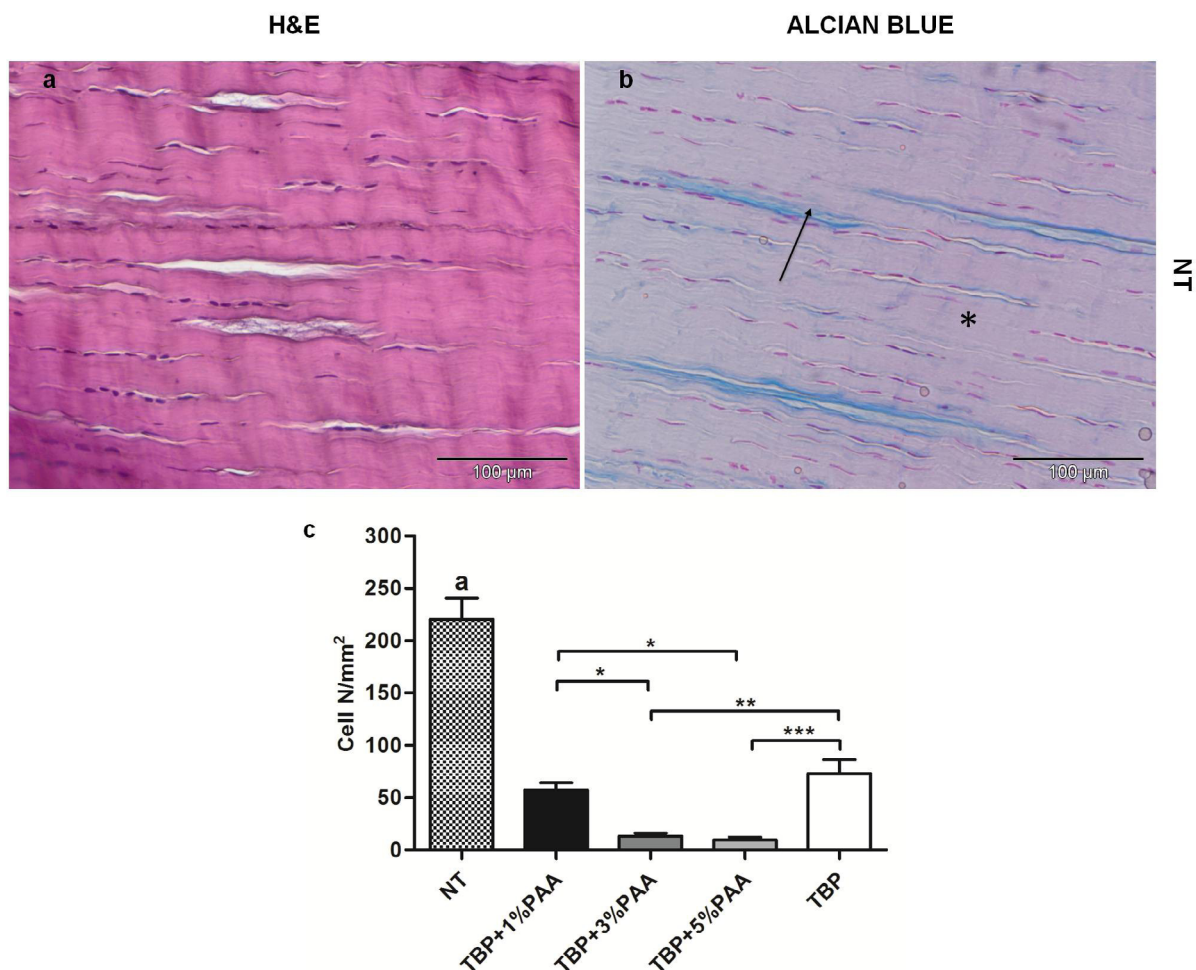 H&E
ALCIAN BLUE
a
b
*
NT
100 µm
100 µm
c
300
250
200
150
100
50
0
Cell N/mm²
a
*
*
**
***
NT
TBP+1%PAA
TBP+3%PAA
TBP+5%PAA
TBP